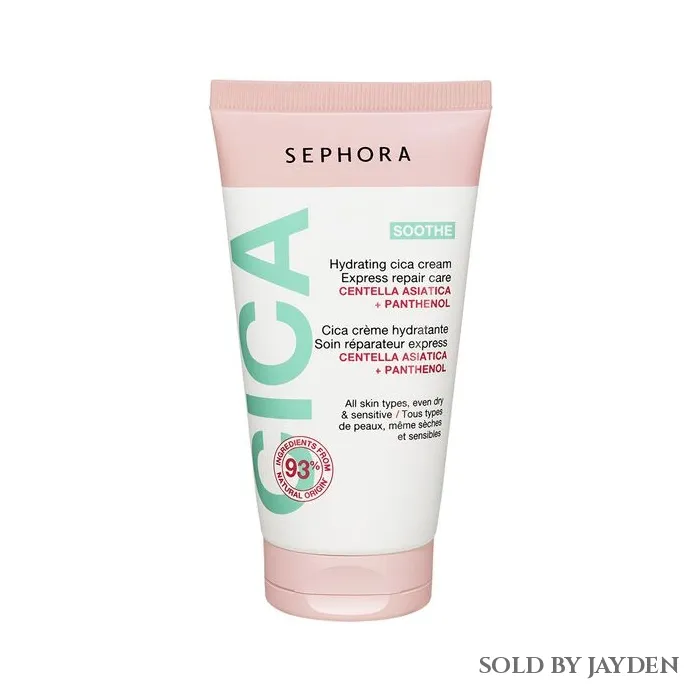 SEPHORA
CICA
SOOTHE
Hydrating cica cream
Express repair care
CENTELLA ASIATICA
+ PANTHENOL
Cica crème hydratante
Soin réparateur express
CENTELLA ASIATICA
+ PANTHENOL
All skin types, even dry
& sensitive / Tous types
de peaux, même sèches
et sensibles
INGREDIENTS FROM
93%
NATURAL ORIGIN*
SOLD BY JAYDEN